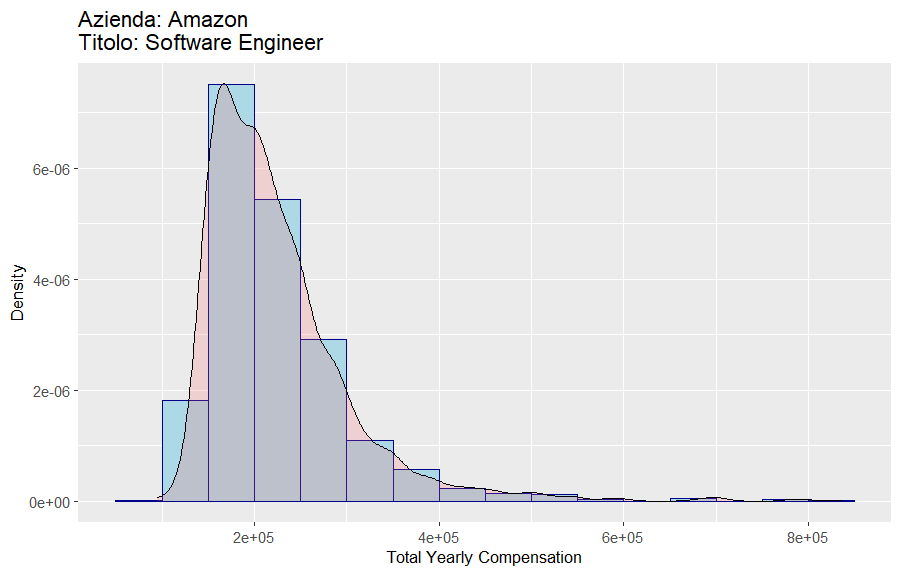 Azienda: Amazon
Titolo: Software Engineer
6e-06
4e-06
2e-06
0e+00
Density
2e+05 4e+05 6e+05 8e+05
Total Yearly Compensation